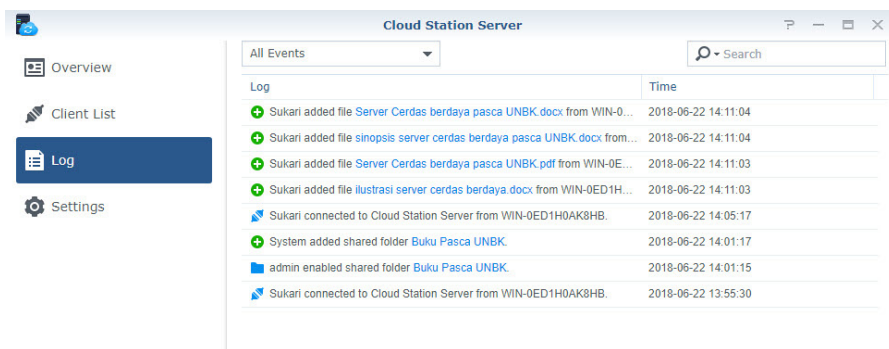 Cloud Station Server
Overview
Client List
Log
Settings
All Events
Search
Log Time
Sukari added file Server Cerdas berdaya pasca UNBK.docx from WIN-0... 2018-06-22 14:11:04
Sukari added file sinopsis server cerdas berdaya pasca UNBK.docx from... 2018-06-22 14:11:04
Sukari added file Server Cerdas berdaya pasca UNBK.pdf from WIN-0E... 2018-06-22 14:11:03
Sukari added file ilustrasi server cerdas berdaya.docx from WIN-0ED1H... 2018-06-22 14:11:03
Sukari connected to Cloud Station Server from WIN-0ED1H0AK8HB. 2018-06-22 14:05:17
System added shared folder Buku Pasca UNBK. 2018-06-22 14:01:17
admin enabled shared folder Buku Pasca UNBK. 2018-06-22 14:01:15
Sukari connected to Cloud Station Server from WIN-0ED1H0AK8HB. 2018-06-22 13:55:30